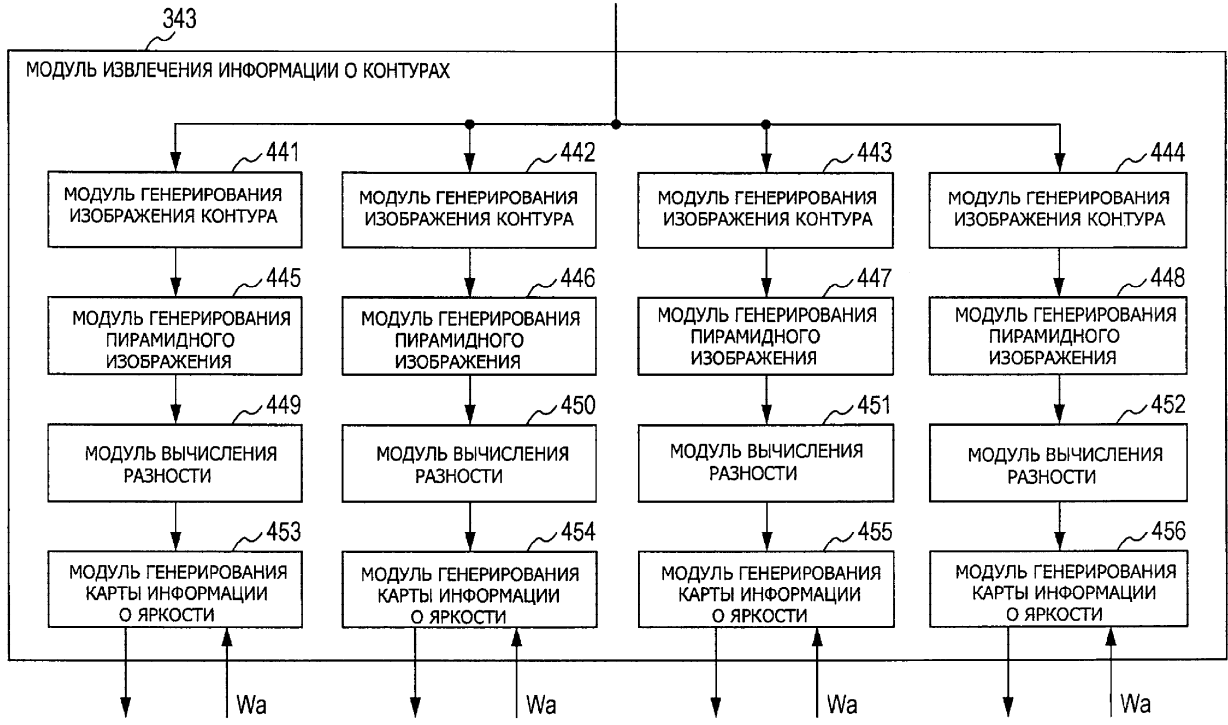 343
МОДУЛЬ ИЗВЛЕЧЕНИЯ ИНФОРМАЦИИ О КОНТУРАХ
441
МОДУЛЬ ГЕНЕРИРОВАНИЯ
ИЗОБРАЖЕНИЯ КОНТУРА
442
МОДУЛЬ ГЕНЕРИРОВАНИЯ
ИЗОБРАЖЕНИЯ КОНТУРА
443
МОДУЛЬ ГЕНЕРИРОВАНИЯ
ИЗОБРАЖЕНИЯ КОНТУРА
444
МОДУЛЬ ГЕНЕРИРОВАНИЯ
ИЗОБРАЖЕНИЯ КОНТУРА
445
МОДУЛЬ ГЕНЕРИРОВАНИЯ
ПИРАМИДНОГО
ИЗОБРАЖЕНИЯ
446
МОДУЛЬ ГЕНЕРИРОВАНИЯ
ПИРАМИДНОГО
ИЗОБРАЖЕНИЯ
447
МОДУЛЬ ГЕНЕРИРОВАНИЯ
ПИРАМИДНОГО
ИЗОБРАЖЕНИЯ
448
МОДУЛЬ ГЕНЕРИРОВАНИЯ
ПИРАМИДНОГО
ИЗОБРАЖЕНИЯ
449
МОДУЛЬ ВЫЧИСЛЕНИЯ
РАЗНОСТИ
450
МОДУЛЬ ВЫЧИСЛЕНИЯ
РАЗНОСТИ
451
МОДУЛЬ ВЫЧИСЛЕНИЯ
РАЗНОСТИ
452
МОДУЛЬ ВЫЧИСЛЕНИЯ
РАЗНОСТИ
453
МОДУЛЬ ГЕНЕРИРОВАНИЯ
КАРТЫ ИНФОРМАЦИИ
О ЯРКОСТИ
454
МОДУЛЬ ГЕНЕРИРОВАНИЯ
КАРТЫ ИНФОРМАЦИИ
О ЯРКОСТИ
455
МОДУЛЬ ГЕНЕРИРОВАНИЯ
КАРТЫ ИНФОРМАЦИИ
О ЯРКОСТИ
456
МОДУЛЬ ГЕНЕРИРОВАНИЯ
КАРТЫ ИНФОРМАЦИИ
О ЯРКОСТИ
Wa
Wa
Wa
Wa